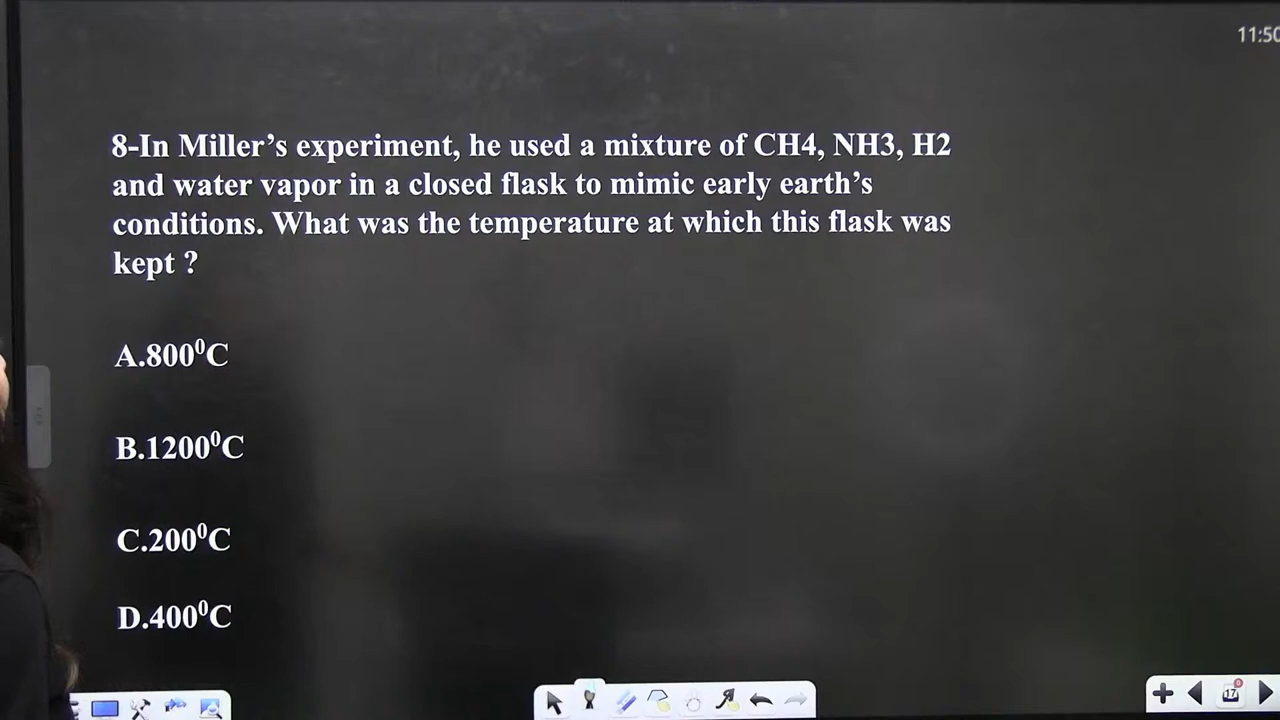 11:50
8-In Miller’s experiment, he used a mixture of CH4, NH3, H2
and water vapor in a closed flask to mimic early earth’s
conditions. What was the temperature at which this flask was
kept ?
A.800⁰C
B.1200⁰C
C.200⁰C
D.400⁰C
17